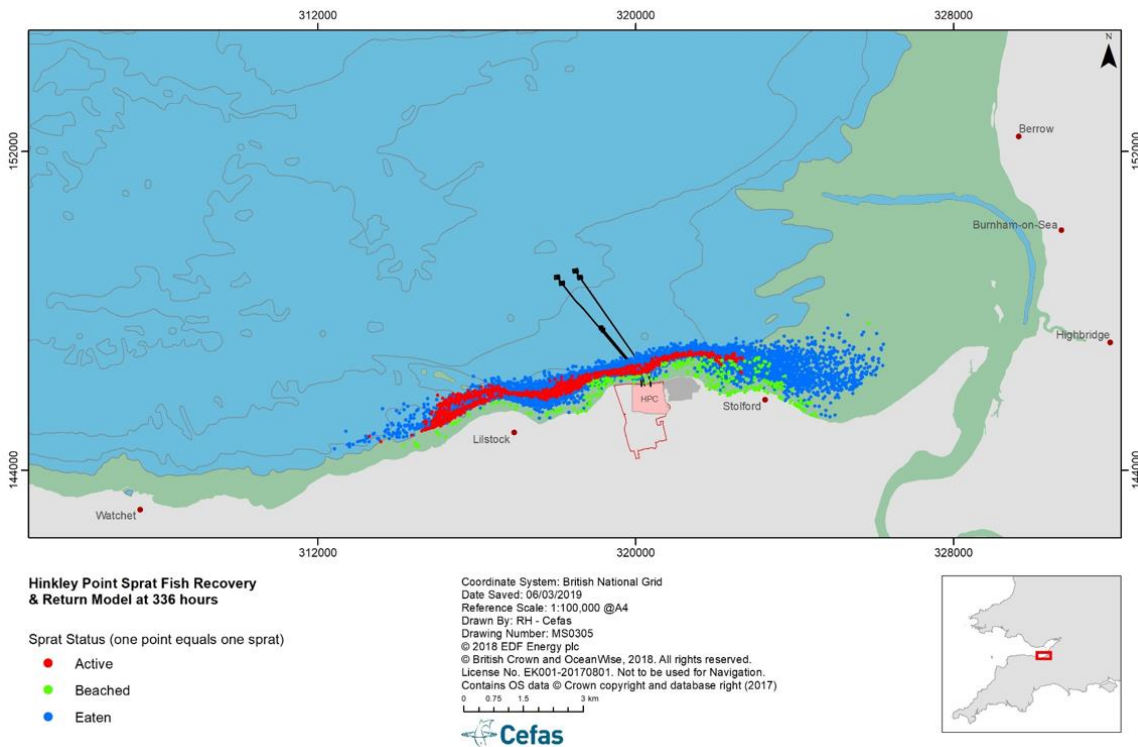 312000
320000
328000
N
Berrow
152000
152000
Burnham-on-Sea
Highbridge
HPC
Stolford
Lilstock
144000
144000
Watchet
312000
320000
328000
Hinkley Point Sprat Fish Recovery
& Return Model at 336 hours
Sprat Status (one point equals one sprat)
Active
Beached
Eaten
Coordinate System: British National Grid
Date Saved: 06/03/2019
Reference Scale: 1:100,000 @A4
Drawn By: RH - Cefas
Drawing Number: MS0305
© 2018 EDF Energy plc
© British Crown and OceanWise, 2018. All rights reserved.
License No. EK001-20170801. Not to be used for Navigation.
Contains OS data © Crown copyright and database right (2017)
0 0.75 1.5 3 km
Cefas